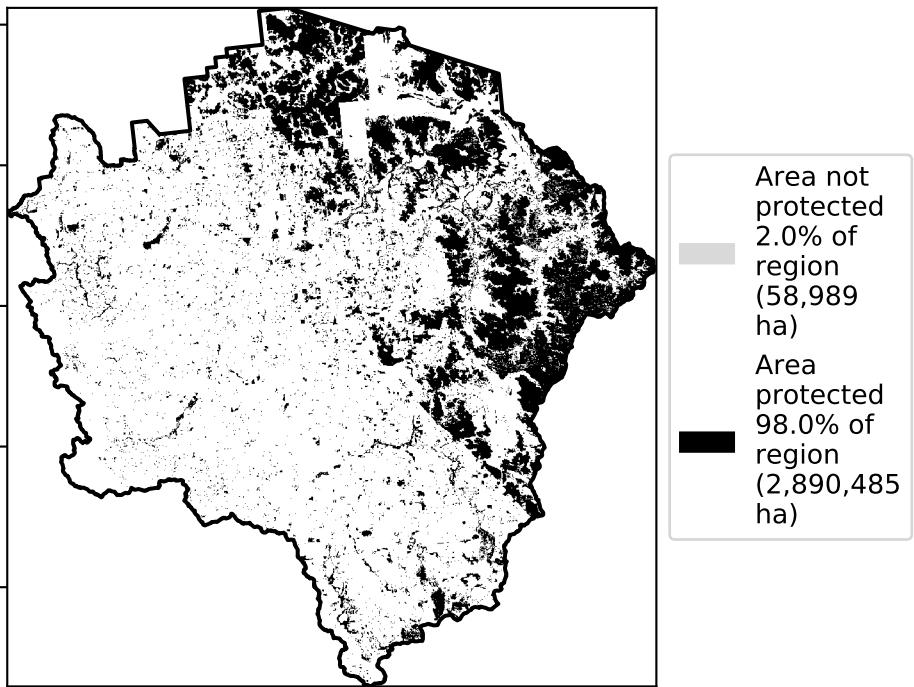 Area not
protected
2.0% of
region
(58,989
ha)
Area
protected
98.0% of
region
(2,890,485
ha)